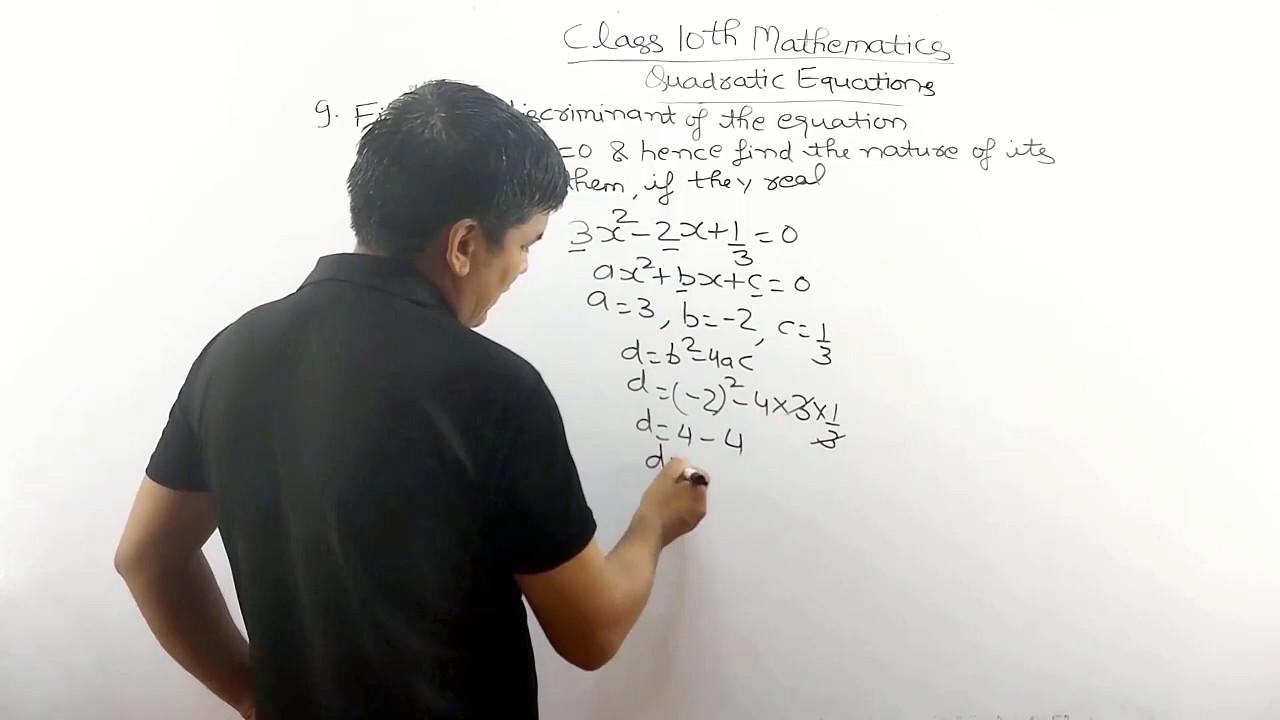 Class 10th Mathematics
Quadratic Equations
9. discriminant of the equation
=0 & hence find the nature of its
them, if they real
3x² - 2x + 1/3 = 0
ax² + bx + c = 0
a = 3, b = -2, c = 1/3
d = b² - 4ac
d = (-2)² - 4 × 3 × 1/3
d = 4 - 4
d =